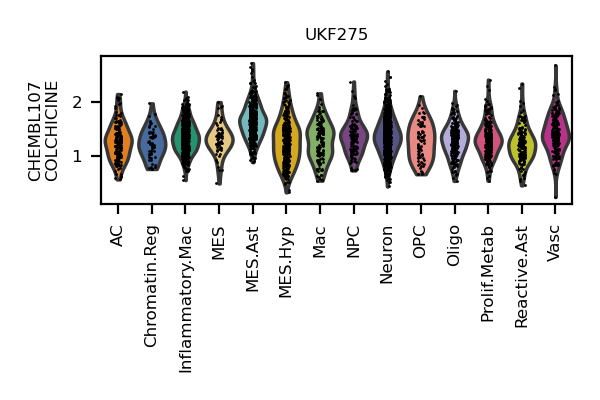 UKF275
CHEMBL107
COLCHICINE
2
1
AC
Chromatin.Reg
Inflammatory.Mac
MES
MES.Ast
MES.Hyp
Mac
NPC
Neuron
OPC
Oligo
Prolif.Metab
Reactive.Ast
Vasc